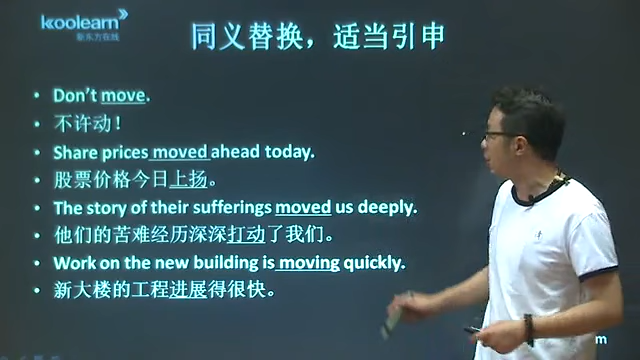 koolearn
新东方在线
同义替换，适当引申
• Don't move.
• 不许动！
• Share prices moved ahead today.
• 股票价格今日上扬。
• The story of their sufferings moved us deeply.
• 他们的苦难经历深深打动了我们。
• Work on the new building is moving quickly.
• 新大楼的工程进展得很快。
m